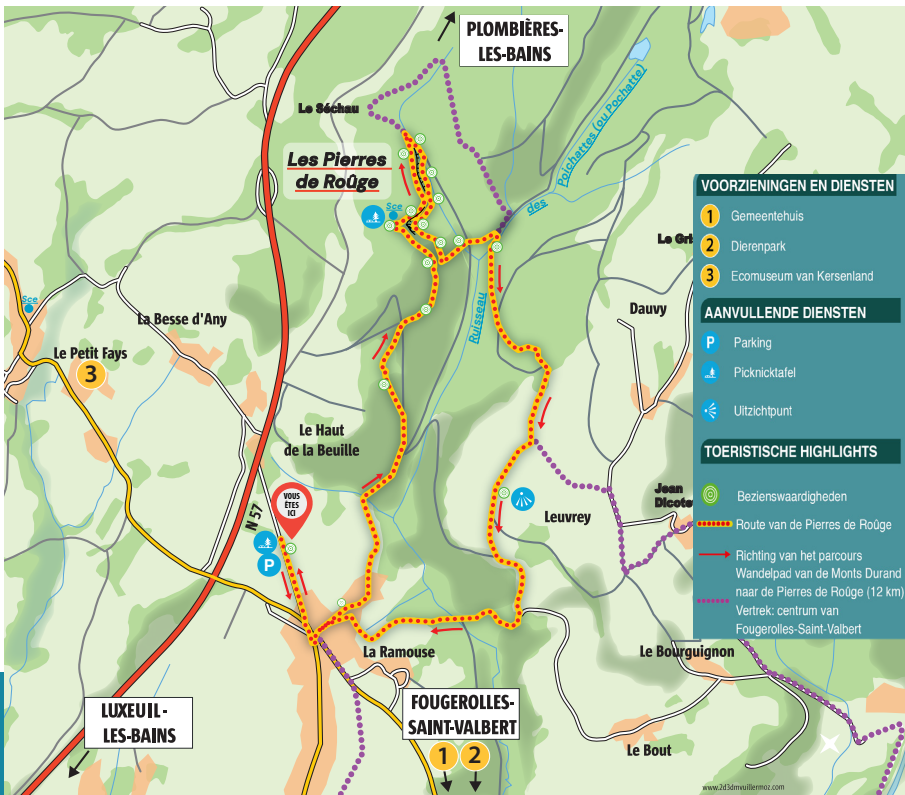 PLOMBIÈRES-
LES-BAINS
Le Séchau
Les Pierres
de Roûge
Sce
Poichattes (ou Pochatte)
des
Ruisseau
Sce
La Besse d'Any
Le Petit Fays
3
Le Haut
de la Beuille
N 57
VOUS
ÊTES
ICI
P
Dauvy
Leuvrey
La Ramouse
Le Bourguignon
Le Bout
LUXEUIL-
LES-BAINS
FOUGEROLLES-
SAINT-VALBERT
1 2
www.2d3dmvuillermoz.com
VOORZIENINGEN EN DIENSTEN
1 Gemeentehuis
2 Dierenpark
3 Ecomuseum van Kersenland
AANVULLENDE DIENSTEN
P Parking
Picknicktafel
Uitzichtpunt
TOERISTISCHE HIGHLIGHTS
Bezienswaardigheden
Route van de Pierres de Roûge
Richting van het parcours
Wandelpad van de Monts Durand
naar de Pierres de Roûge (12 km)
Vertrek: centrum van
Fougerolles-Saint-Valbert
Le Gri
Jean
Dicote